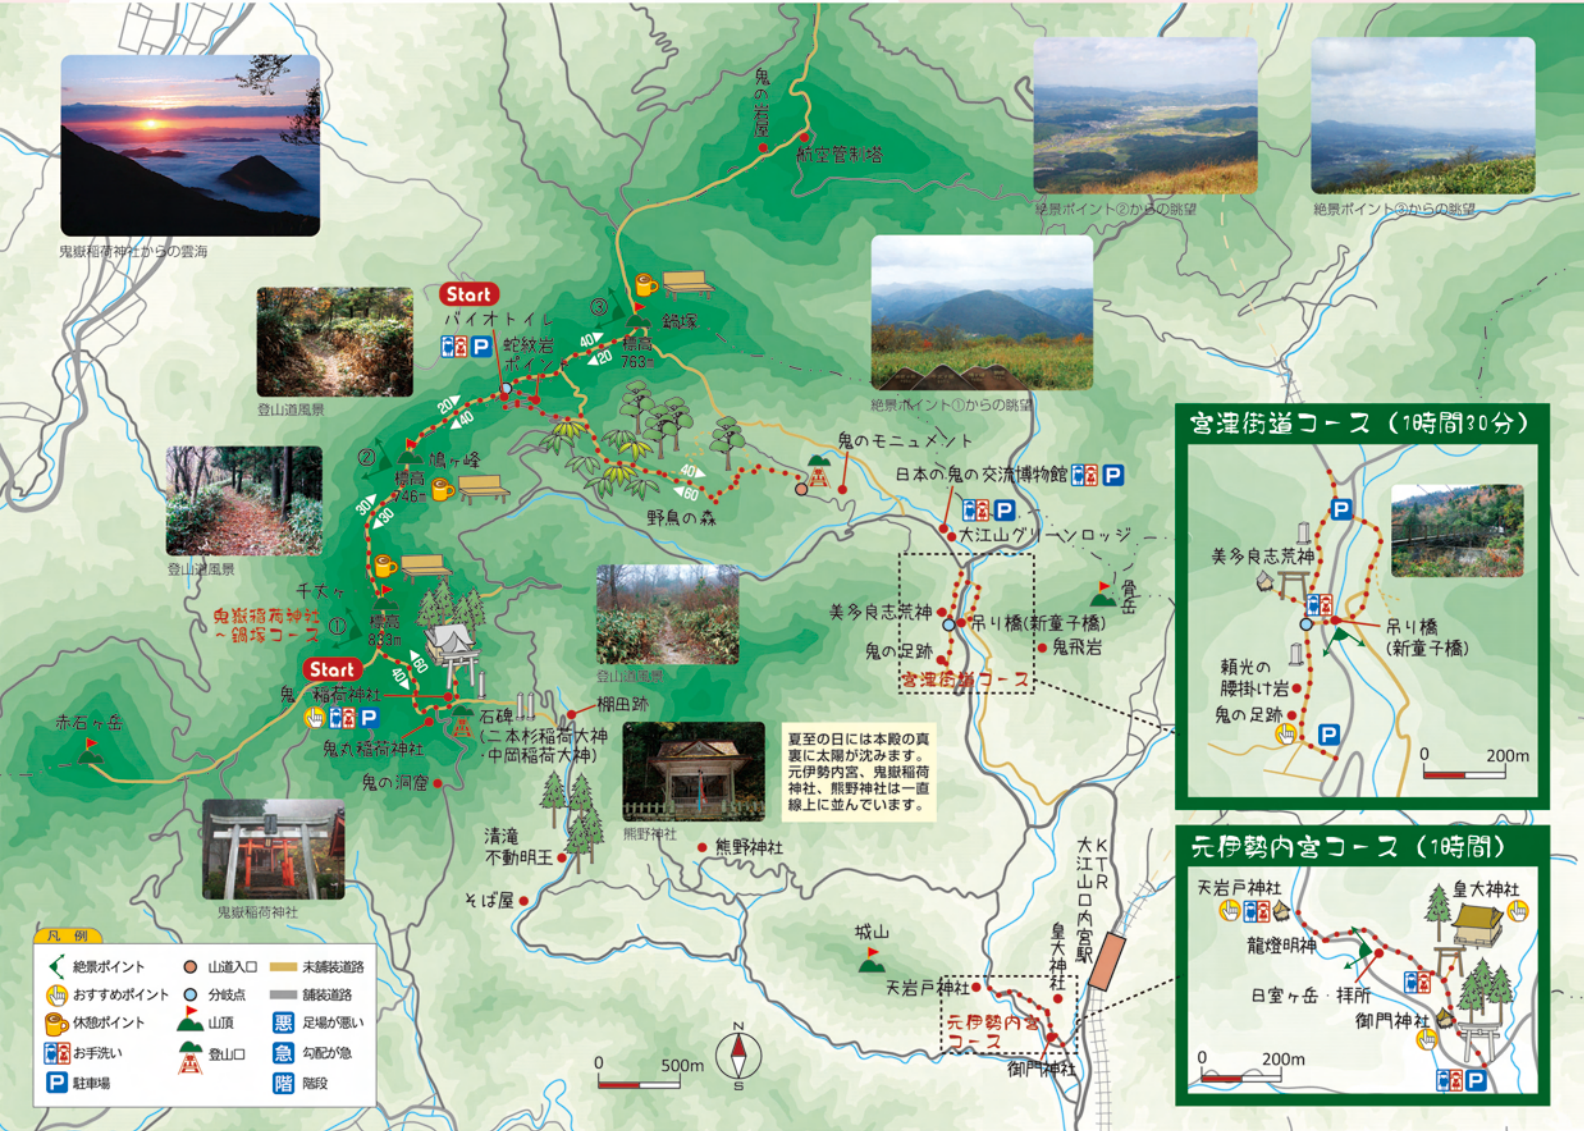 鬼の岩屋
航空管制塔
絶景ポイント②からの眺望
絶景ポイント③からの眺望
鬼嶽稲荷神社からの雲海
Start
バイオトイレ
P
蛇紋岩
ポイント
③
鍋塚
標高
763m
40
20
登山道風景
絶景ポイント①からの眺望
20
40
②
鳩ヶ峰
標高
746m
30
30
登山道風景
40
60
野鳥の森
鬼のモニュメント
日本の鬼の交流博物館
P
P
大江山グリーンロッジ
千丈ヶ
鬼嶽稲荷神社
～鍋塚コース
①
標高
833m
Start
鬼　稲荷神社
P
60
40
鬼丸稲荷神社
石碑
(二本杉稲荷大神
・中岡稲荷大神)
棚田跡
鬼の洞窟
赤石ヶ岳
登山道風景
美多良志荒神
吊り橋(新童子橋)
鬼の足跡
宮津街道コース
鬼飛岩
骨岳
夏至の日には本殿の真
裏に太陽が沈みます。
元伊勢内宮、鬼嶽稲荷
神社、熊野神社は一直
線上に並んでいます。
熊野神社
熊野神社
清滝
不動明王
そば屋
鬼嶽稲荷神社
城山
KTR
大江山口内宮駅
皇大神社
天岩戸神社
元伊勢内宮
コース
御門神社
N
S
0
500m
凡 例
絶景ポイント
山道入口
未舗装道路
おすすめポイント
分岐点
舗装道路
休憩ポイント
山頂
悪
足場が悪い
お手洗い
登山口
急
勾配が急
P
駐車場
階
階段
宮津街道コース（1時間30分）
P
美多良志荒神
吊り橋
(新童子橋)
頼光の
腰掛け岩
鬼の足跡
P
0
200m
元伊勢内宮コース（1時間）
天岩戸神社
皇大神社
龍燈明神
日室ヶ岳・拝所
御門神社
0
200m
P